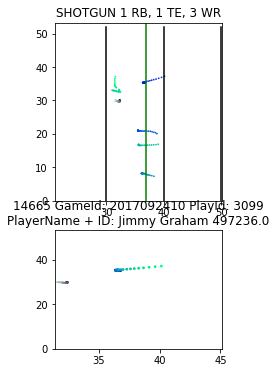 SHOTGUN 1 RB, 1 TE, 3 WR
50
40
30
20
10
0
30 40 50
14665 GameId: 2017092410 PlayId: 3099
PlayerName + ID: Jimmy Graham 497236.0
40
20
0
35 40 45